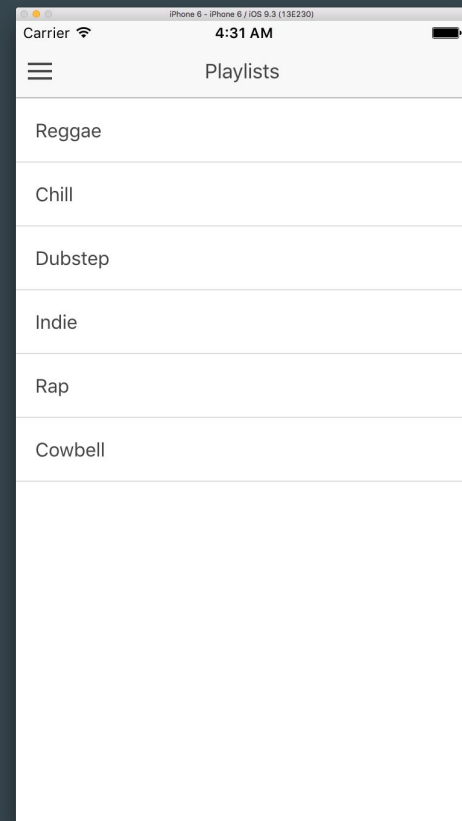 iPhone 6 - iPhone 6 / iOS 9.3 (13E230)
Carrier 4:31 AM
Playlists
Reggae
Chill
Dubstep
Indie
Rap
Cowbell